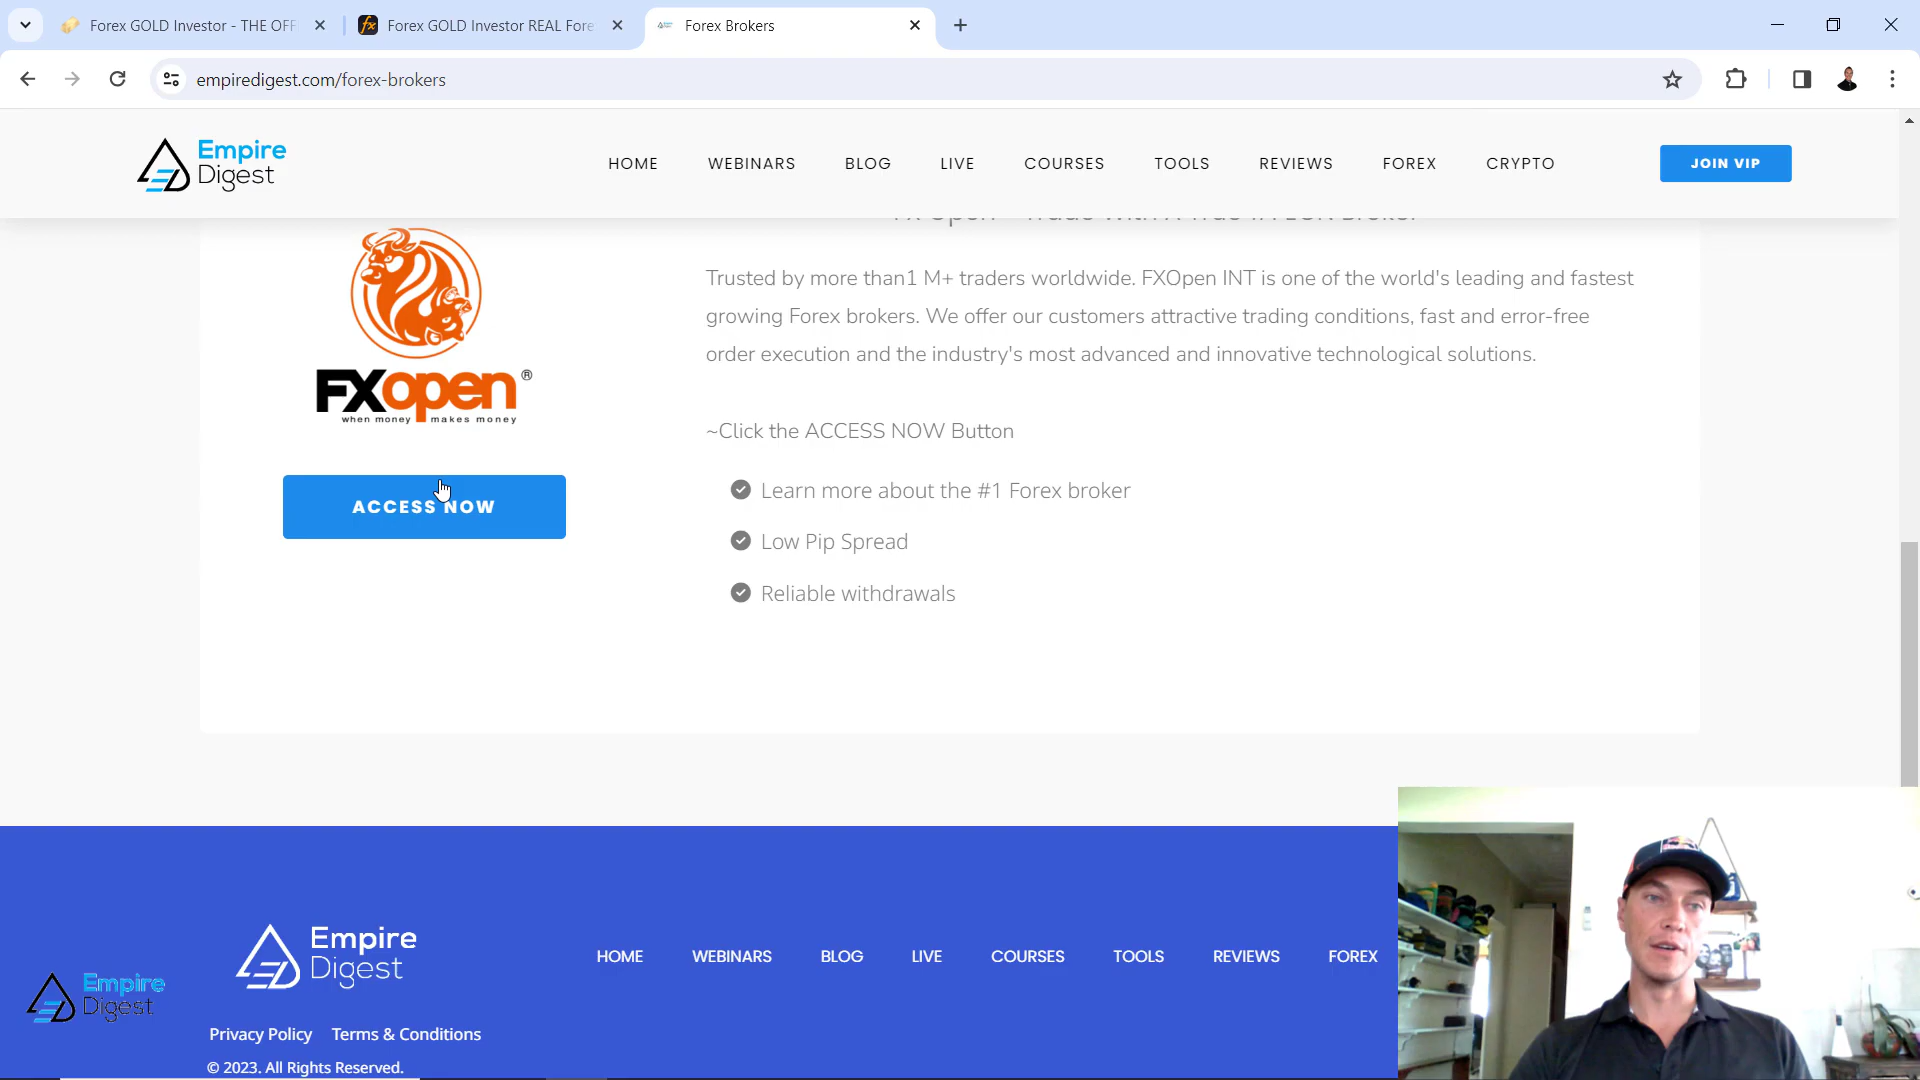 Forex GOLD Investor - THE OFF
Forex GOLD Investor REAL Fore
Forex Brokers
empiredigest.com/forex-brokers
Empire
Digest
HOME
WEBINARS
BLOG
LIVE
COURSES
TOOLS
REVIEWS
FOREX
CRYPTO
JOIN VIP
FXopen®
when money makes money
ACCESS NOW
Trusted by more than1 M+ traders worldwide. FXOpen INT is one of the world's leading and fastest
growing Forex brokers. We offer our customers attractive trading conditions, fast and error-free
order execution and the industry's most advanced and innovative technological solutions.
~Click the ACCESS NOW Button
Learn more about the #1 Forex broker
Low Pip Spread
Reliable withdrawals
Empire
Digest
HOME
WEBINARS
BLOG
LIVE
COURSES
TOOLS
REVIEWS
FOREX
Empire
Digest
Privacy Policy
Terms & Conditions
© 2023. All Rights Reserved.